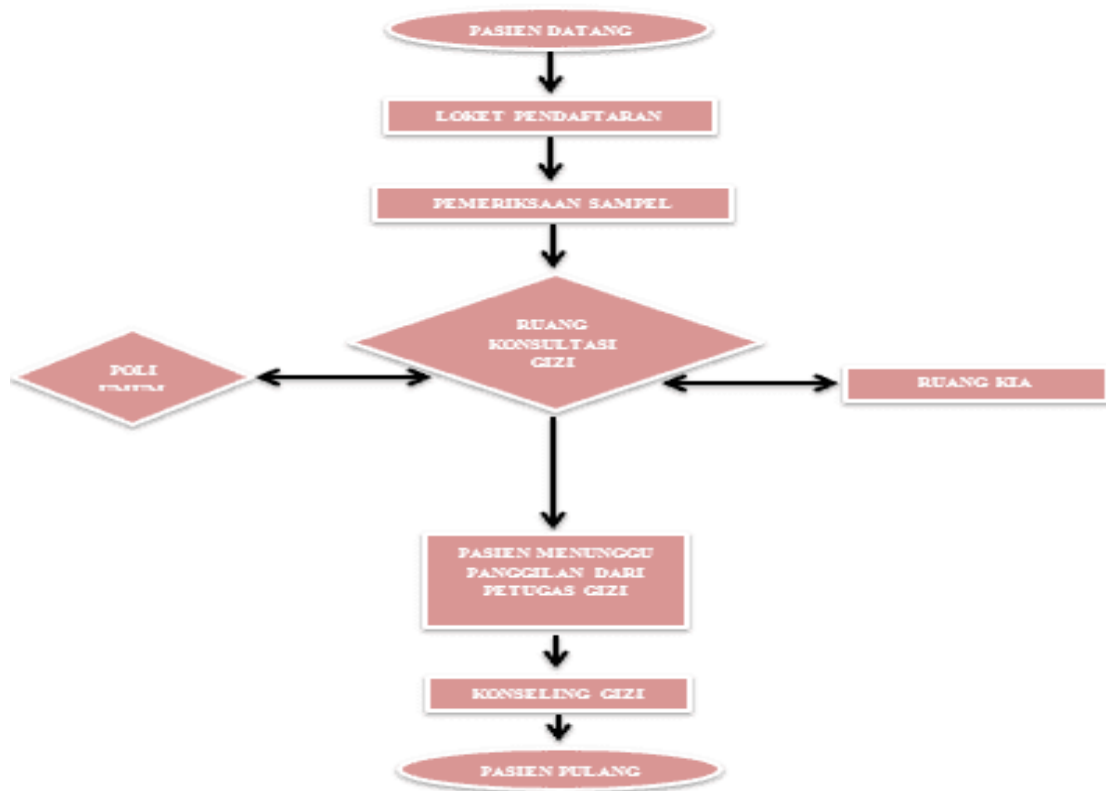 PASIEN DATANG
LOKET PENDAFTARAN
PEMERIKSAAN SAMPEL
RUANG
KONSULTASI
GIZI
POLI
RUANG KIA
PASIEN MENUNGGU
PANGGILAN DARI
PETUGAS GIZI
KONSELING GIZI
PASIEN PULANG